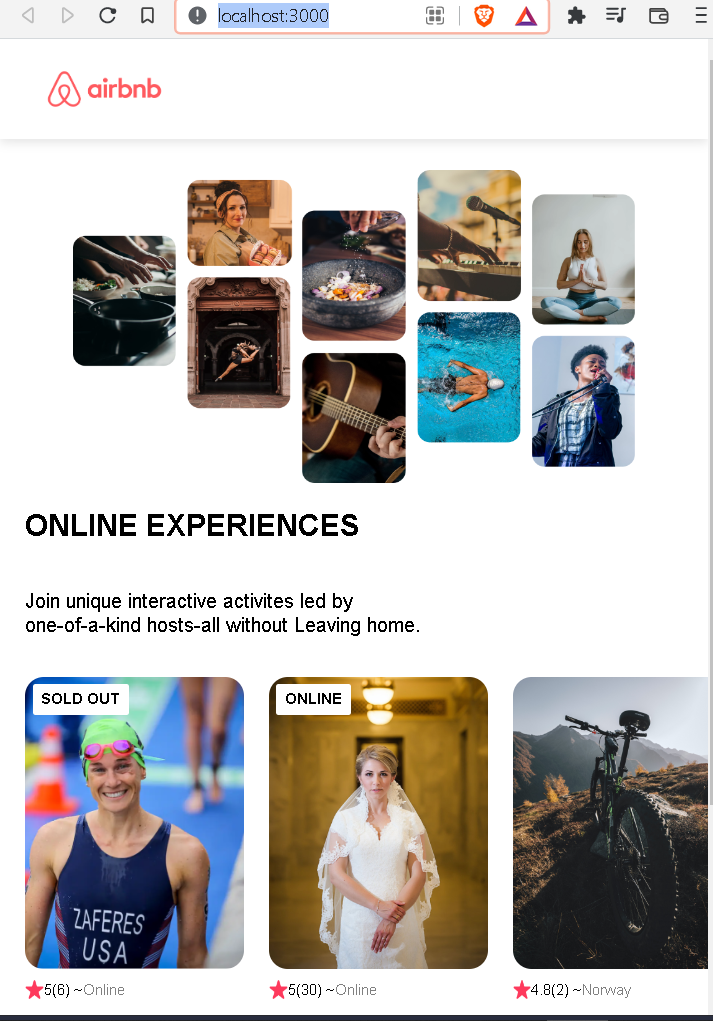 localhost:3000
airbnb
ONLINE EXPERIENCES
Join unique interactive activites led by
one-of-a-kind hosts-all without Leaving home.
SOLD OUT
ONLINE
ZAFERES
USA
5(6) ~Online
5(30) ~Online
4.8(2) ~Norway